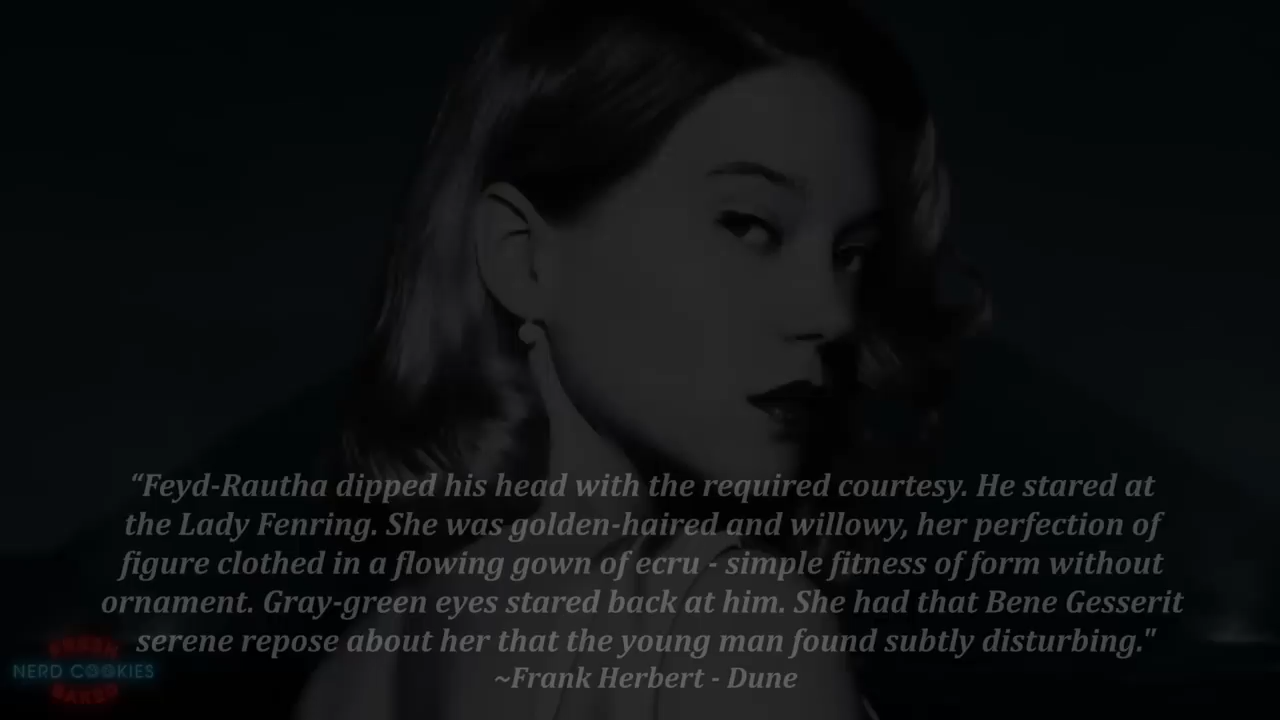 “Feyd-Rautha dipped his head with the required courtesy. He stared at
the Lady Fenring. She was golden-haired and willowy, her perfection of
figure clothed in a flowing gown of ecru - simple fitness of form without
ornament. Gray-green eyes stared back at him. She had that Bene Gesserit
serene repose about her that the young man found subtly disturbing."
~Frank Herbert - Dune
FRESH
NERD COOKIES
BAKED